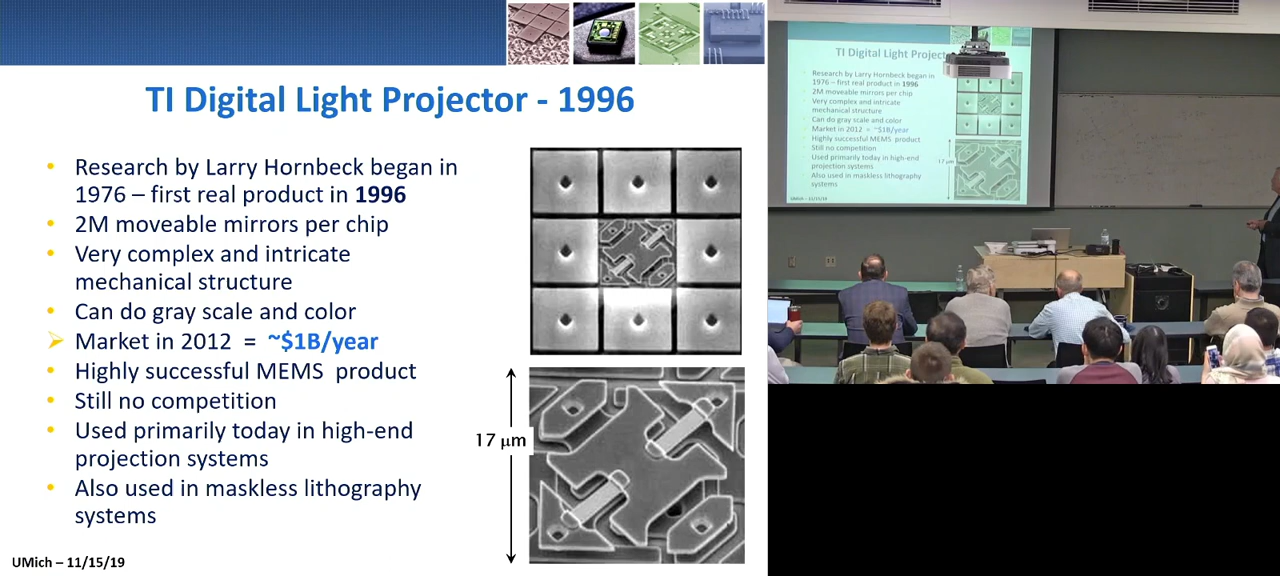 TI Digital Light Projector - 1996
• Research by Larry Hornbeck began in
1976 – first real product in 1996
• 2M moveable mirrors per chip
• Very complex and intricate
mechanical structure
• Can do gray scale and color
➢ Market in 2012 = ~$1B/year
• Highly successful MEMS product
• Still no competition
• Used primarily today in high-end
projection systems
• Also used in maskless lithography
systems
17 μm
UMich – 11/15/19
TI Digital Light Project
Research by Larry Hornbeck began in
1976 – first real product in 1996
2M moveable mirrors per chip
Very complex and intricate
mechanical structure
Can do gray scale and color
Market in 2012 = ~$1B/year
Highly successful MEMS product
Still no competition
Used primarily today in high-end
projection systems
Also used in maskless lithography
systems
17 μm
UMich – 11/15/19